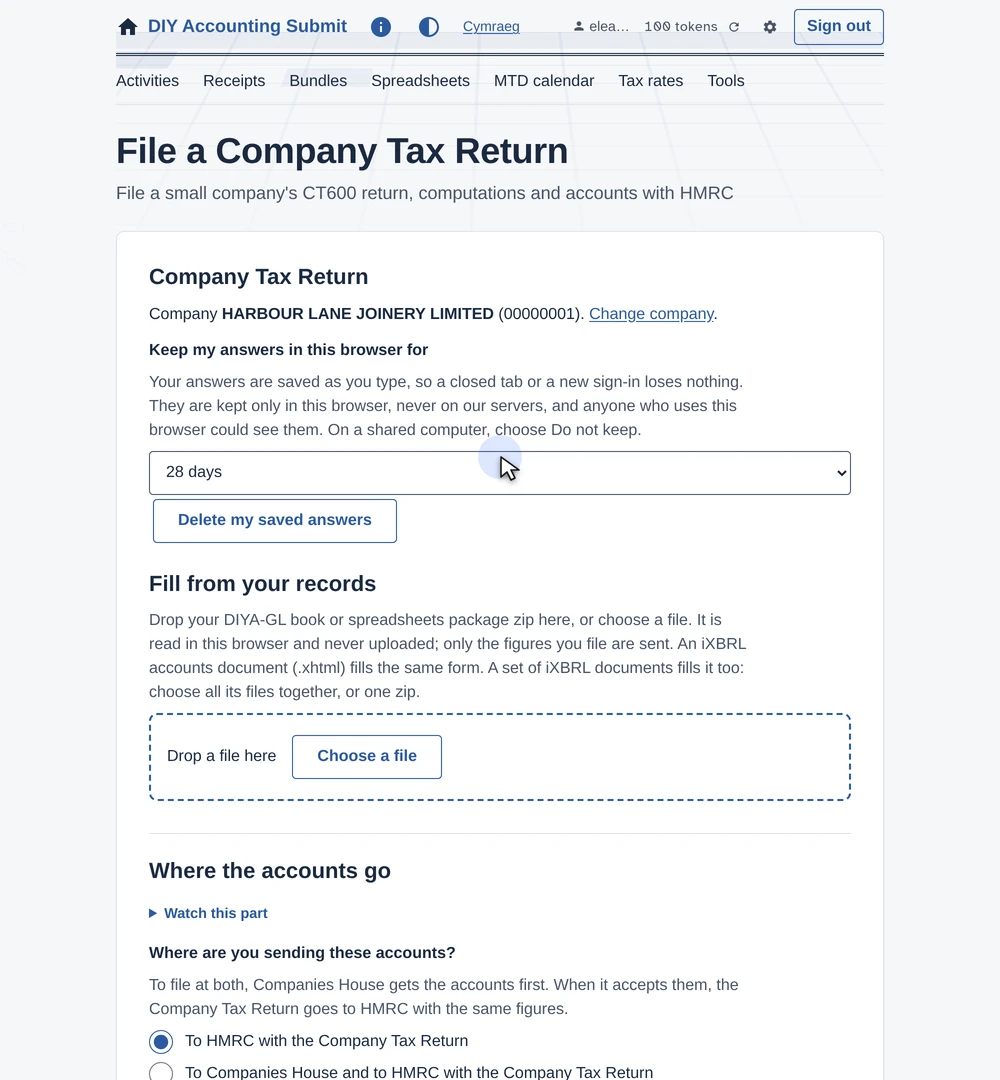 DIY Accounting Submit
Cymraeg
elea...
100 tokens
Sign out
Activities
Receipts
Bundles
Spreadsheets
MTD calendar
Tax rates
Tools
File a Company Tax Return
File a small company's CT600 return, computations and accounts with HMRC
Company Tax Return
Company HARBOUR LANE JOINERY LIMITED (00000001). Change company.
Keep my answers in this browser for
Your answers are saved as you type, so a closed tab or a new sign-in loses nothing.
They are kept only in this browser, never on our servers, and anyone who uses this
browser could see them. On a shared computer, choose Do not keep.
28 days
Delete my saved answers
Fill from your records
Drop your DIYA-GL book or spreadsheets package zip here, or choose a file. It is
read in this browser and never uploaded; only the figures you file are sent. An iXBRL
accounts document (.xhtml) fills the same form. A set of iXBRL documents fills it too:
choose all its files together, or one zip.
Drop a file here
Choose a file
Where the accounts go
Watch this part
Where are you sending these accounts?
To file at both, Companies House gets the accounts first. When it accepts them, the
Company Tax Return goes to HMRC with the same figures.
To HMRC with the Company Tax Return
To Companies House and to HMRC with the Company Tax Return